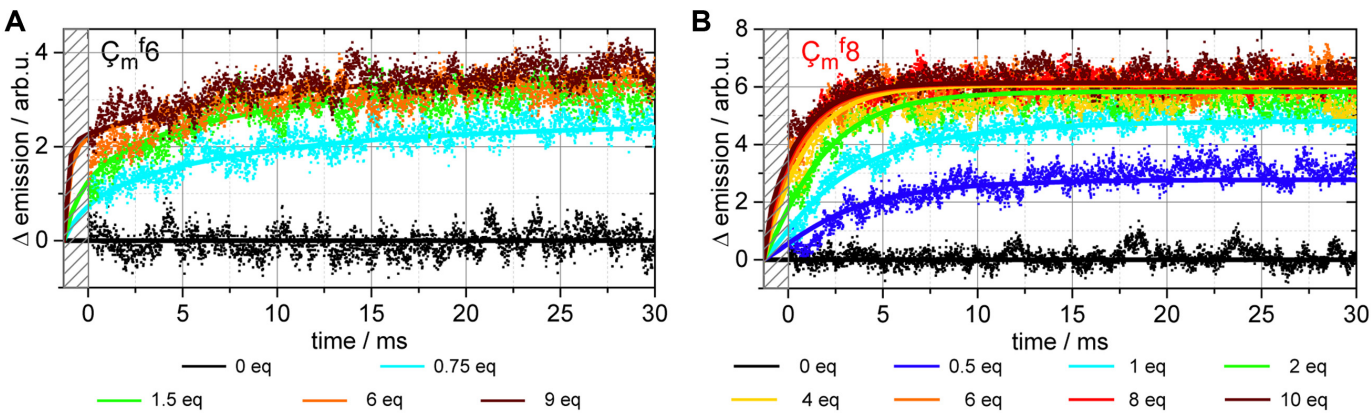 A
Çₘᶠ6
Δ emission / arb.u.
4
2
0
0 5 10 15 20 25 30
time / ms
0 eq 0.75 eq
1.5 eq 6 eq 9 eq
B
Çₘᶠ8
Δ emission / arb.u.
8
6
4
2
0
0 5 10 15 20 25 30
time / ms
0 eq 0.5 eq 1 eq 2 eq
4 eq 6 eq 8 eq 10 eq